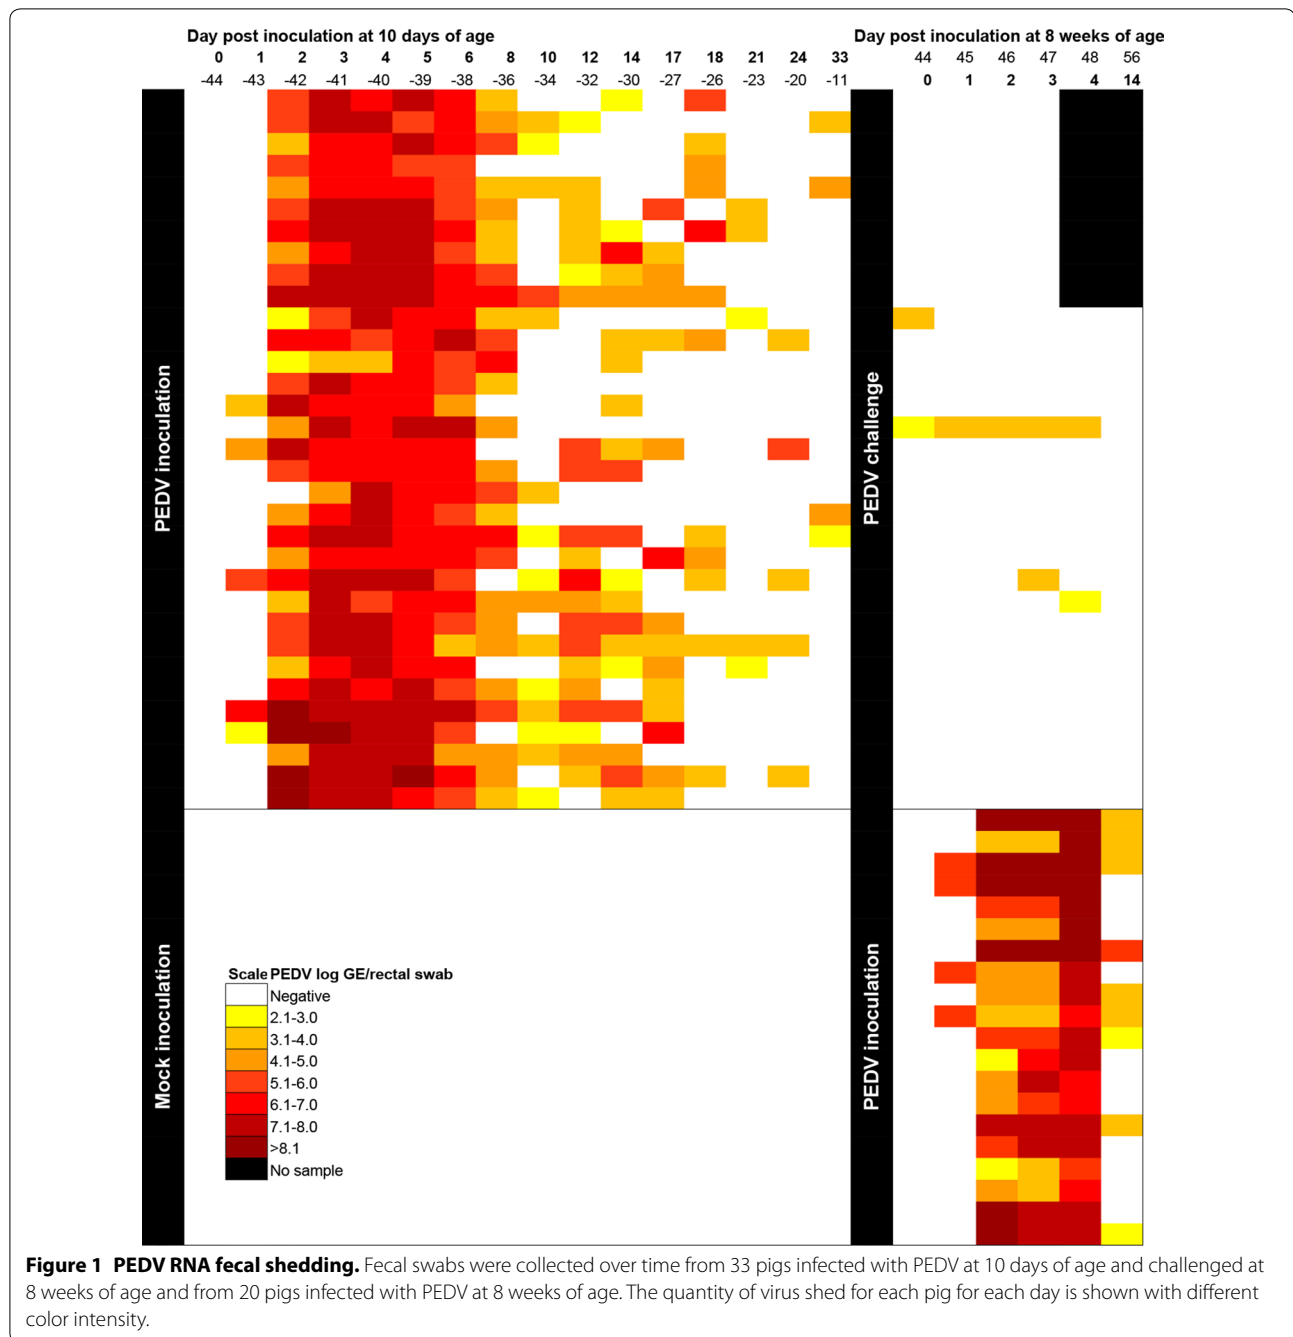 Day post inoculation at 10 days of age
Day post inoculation at 8 weeks of age
0 1 2 3 4 5 6 8 10 12 14 17 18 21 24 33
44 45 46 47 48 56
-44 -43 -42 -41 -40 -39 -38 -36 -34 -32 -30 -27 -26 -23 -20 -11
0 1 2 3 4 14
PEDV inoculation
PEDV challenge
Mock inoculation
PEDV inoculation
Scale PEDV log GE/rectal swab
Negative
2.1-3.0
3.1-4.0
4.1-5.0
5.1-6.0
6.1-7.0
7.1-8.0
>8.1
No sample
Figure 1 PEDV RNA fecal shedding. Fecal swabs were collected over time from 33 pigs infected with PEDV at 10 days of age and challenged at
8 weeks of age and from 20 pigs infected with PEDV at 8 weeks of age. The quantity of virus shed for each pig for each day is shown with different
color intensity.